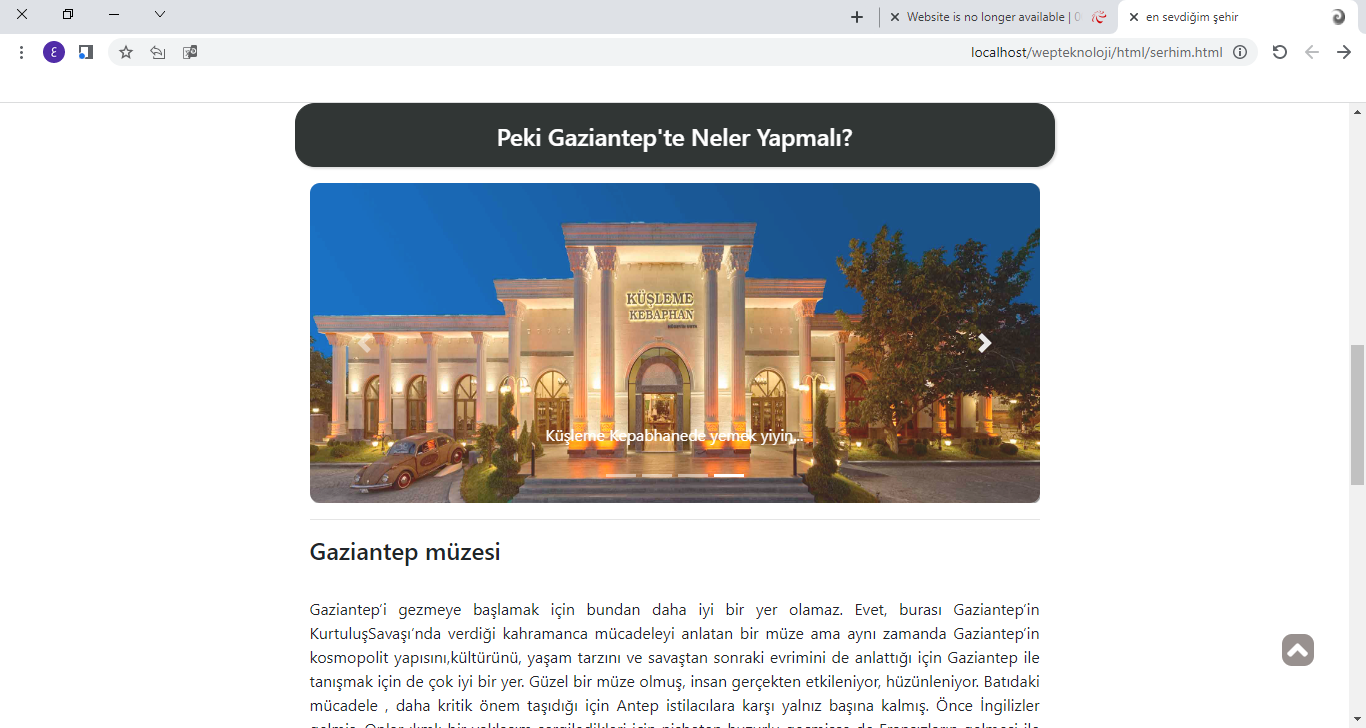 Website is no longer available | 0
en sevdiğim şehir
ε
localhost/wepteknoloji/html/serhim.html
Peki Gaziantep'te Neler Yapmalı?
KÜŞLEME
KEBAPHAN
Küşleme Kepabhanede yemek yiyin...
Gaziantep müzesi
Gaziantep’i gezmeye başlamak için bundan daha iyi bir yer olamaz. Evet, burası Gaziantep’in
KurtuluşSavaşı’nda verdiği kahramanca mücadeleyi anlatan bir müze ama aynı zamanda Gaziantep’in
kosmopolit yapısını,kültürünü, yaşam tarzını ve savaştan sonraki evrimini de anlattığı için Gaziantep ile
tanışmak için de çok iyi bir yer. Güzel bir müze olmuş, insan gerçekten etkileniyor, hüzünleniyor. Batıdaki
mücadele , daha kritik önem taşıdığı için Antep istilacılara karşı yalnız başına kalmış. Önce İngilizler